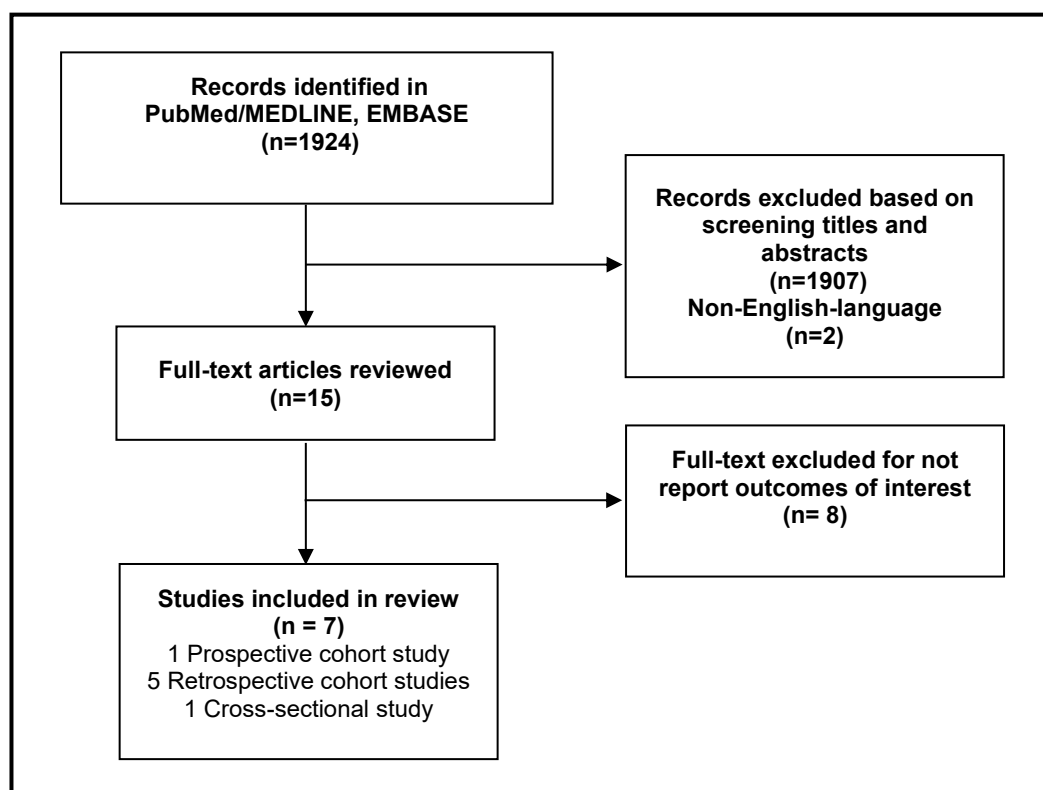 Records identified in
PubMed/MEDLINE, EMBASE
(n=1924)
Records excluded based on
screening titles and
abstracts
(n=1907)
Non-English-language
(n=2)
Full-text articles reviewed
(n=15)
Full-text excluded for not
report outcomes of interest
(n= 8)
Studies included in review
(n = 7)
1 Prospective cohort study
5 Retrospective cohort studies
1 Cross-sectional study